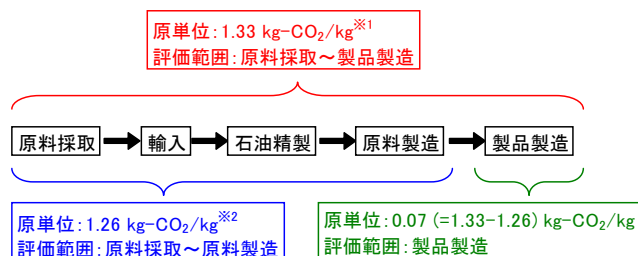 原単位:1.33 kg-CO₂/kg※1
評価範囲:原料採取～製品製造
原料採取 輸入 石油精製 原料製造 製品製造
原単位:1.26 kg-CO₂/kg※2
評価範囲:原料採取～原料製造
原単位:0.07 (=1.33-1.26) kg-CO₂/kg
評価範囲:製品製造